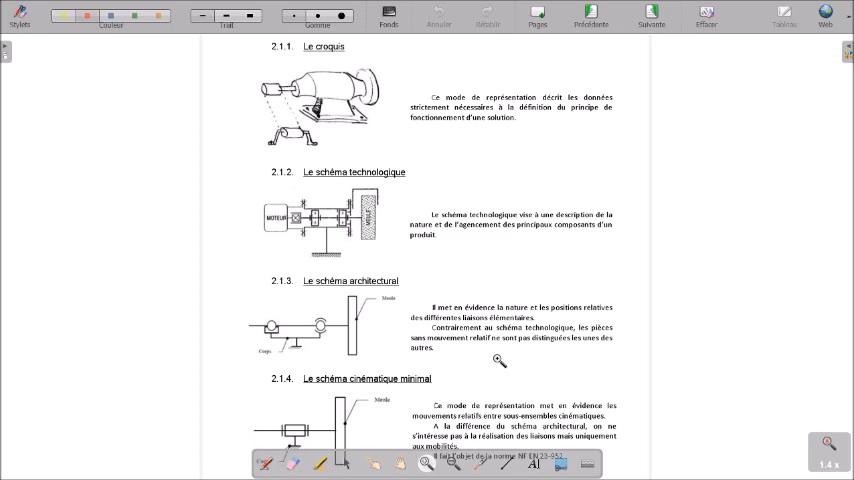 Stylets
Couleur
Trait
Gomme
Fonds
Annuler
Rétablir
Pages
Précédente
Suivante
Effacer
Tableau
Web
2.1.1. Le croquis
Ce mode de représentation décrit les données
strictement nécessaires à la définition du principe de
fonctionnement d'une solution.
2.1.2. Le schéma technologique
MOTEUR
MEULE
Le schéma technologique vise à une description de la
nature et de l'agencement des principaux composants d'un
produit.
2.1.3. Le schéma architectural
Meule
Corps
Il met en évidence la nature et les positions relatives
des différentes liaisons élémentaires.
Contrairement au schéma technologique, les pièces
sans mouvement relatif ne sont pas distinguées les unes des
autres.
2.1.4. Le schéma cinématique minimal
Meule
Ce mode de représentation met en évidence les
mouvements relatifs entre sous-ensembles cinématiques.
A la différence du schéma architectural, on ne
s'intéresse pas à la réalisation des liaisons mais uniquement
aux mobilités.
Il fait l'objet de la norme NF EN 23-952
1.4 x